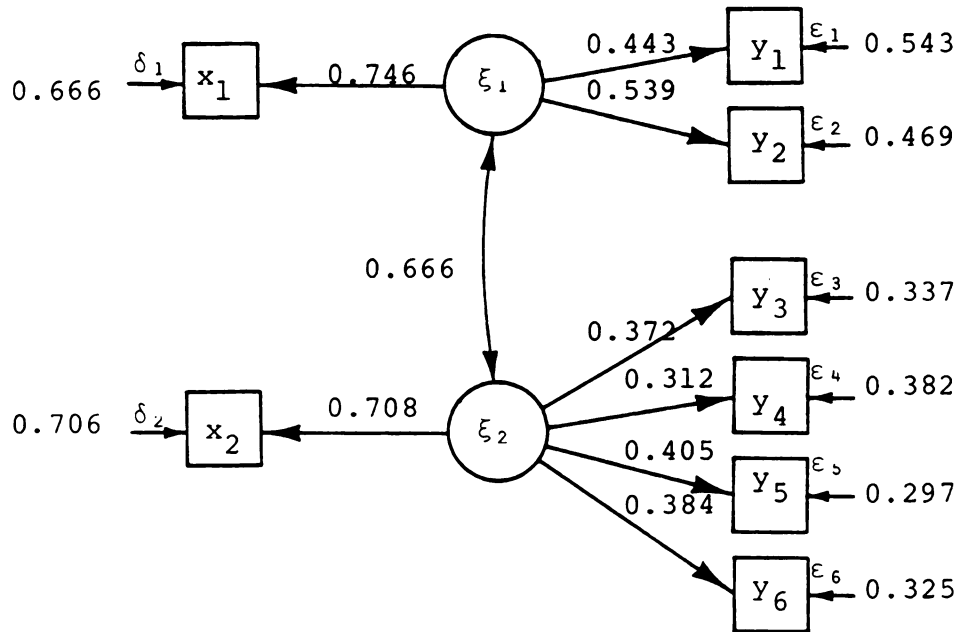 0.666 δ₁ x₁ 0.746 ξ₁ 0.443 y₁ ε₁ 0.543
0.539 y₂ ε₂ 0.469
0.666
0.372 y₃ ε₃ 0.337
0.312 y₄ ε₄ 0.382
0.706 δ₂ x₂ 0.708 ξ₂
0.405 y₅ ε₅ 0.297
0.384 y₆ ε₆ 0.325